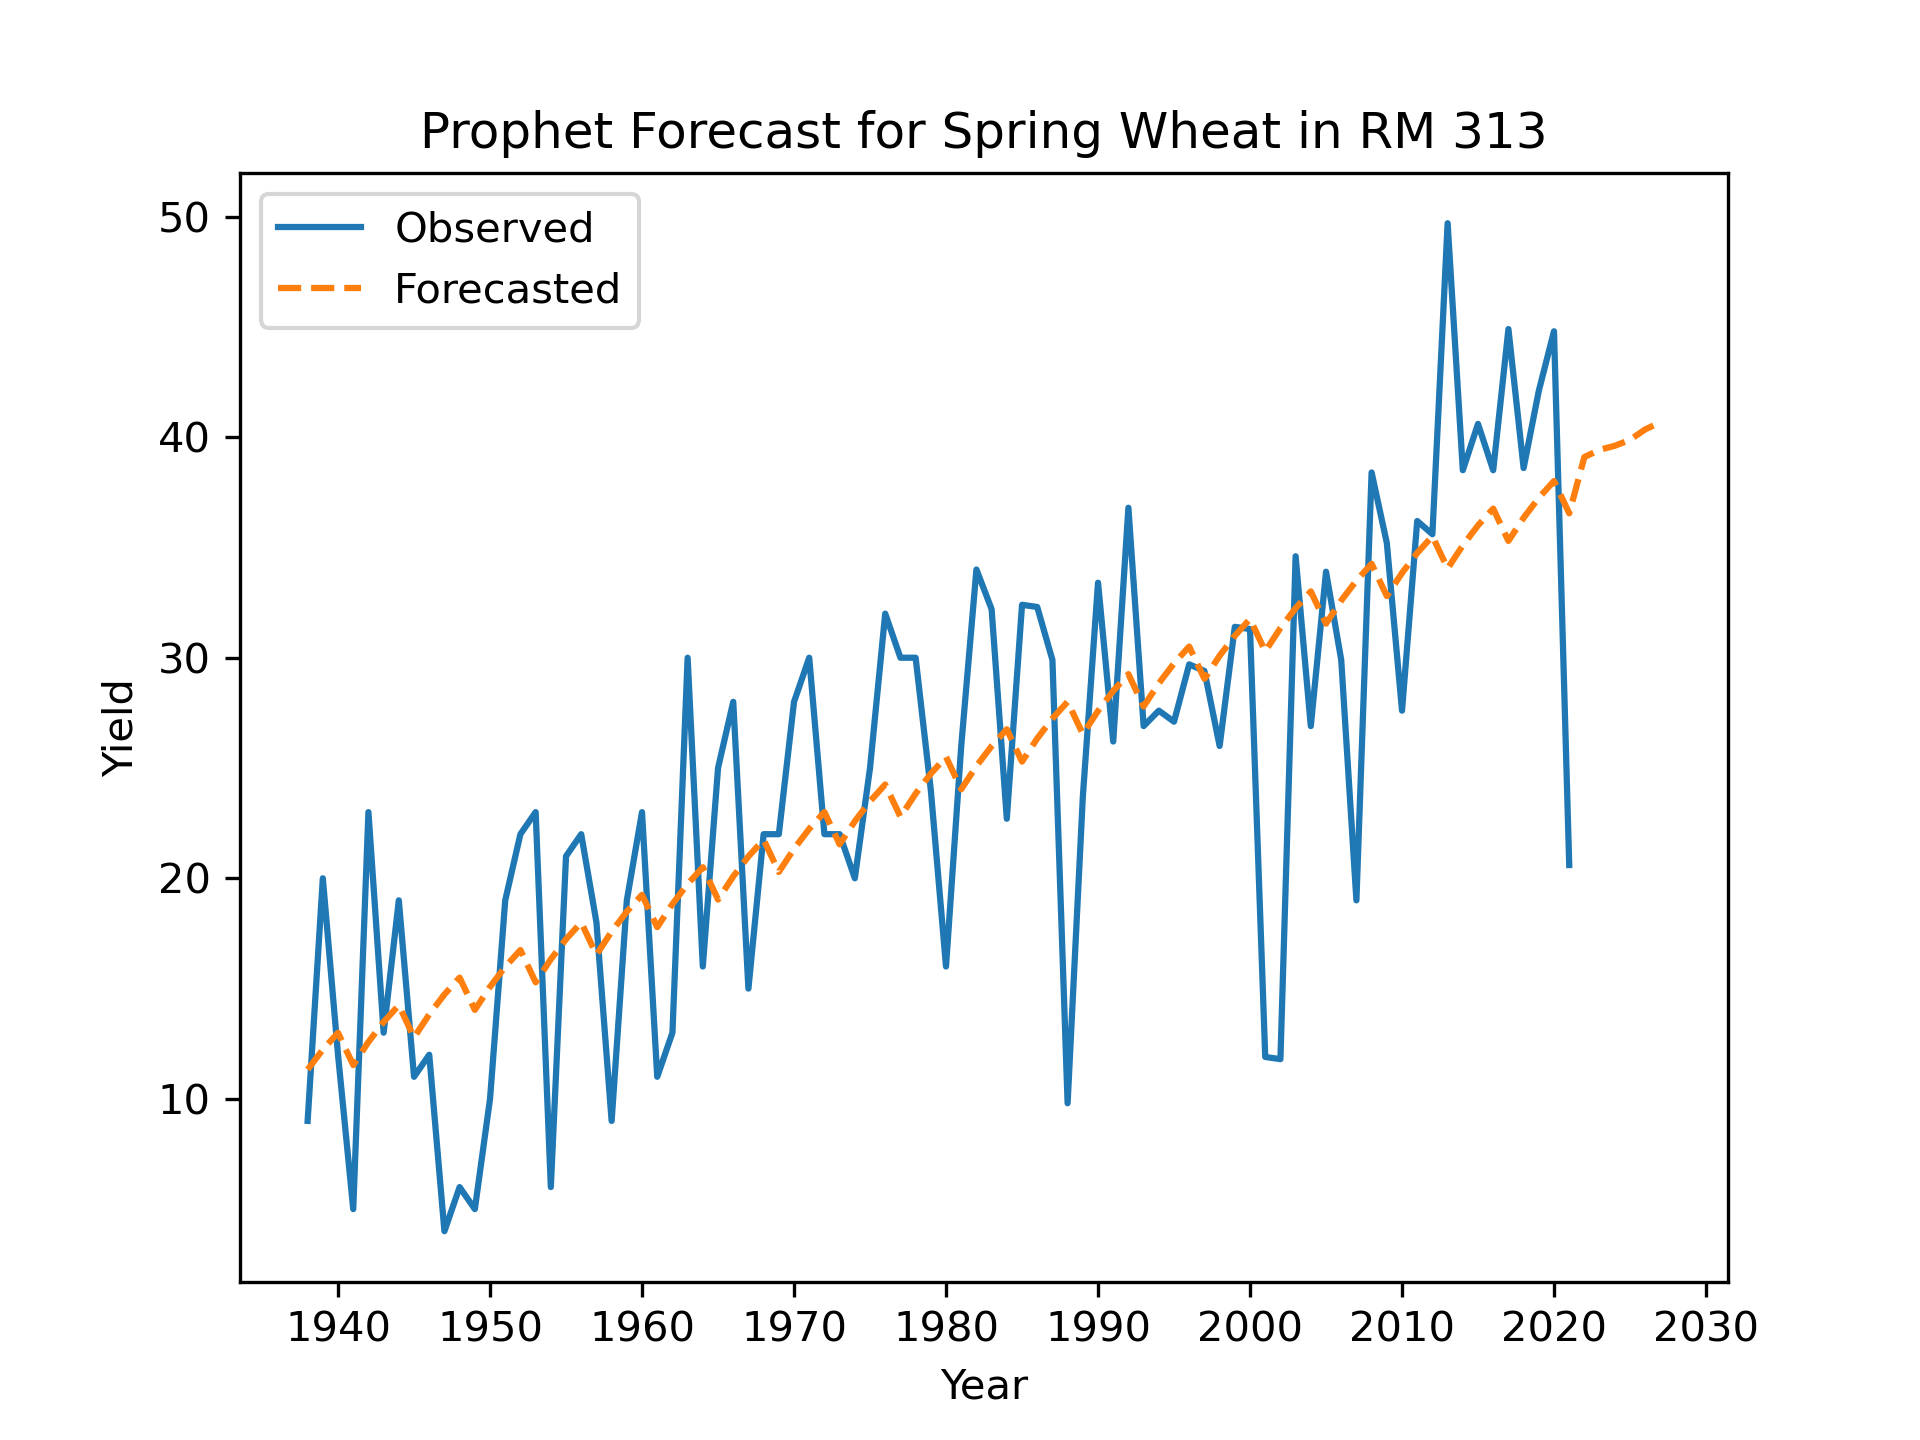 Prophet Forecast for Spring Wheat in RM 313
Observed
Forecasted
50
40
30
20
10
Yield
1940 1950 1960 1970 1980 1990 2000 2010 2020 2030
Year